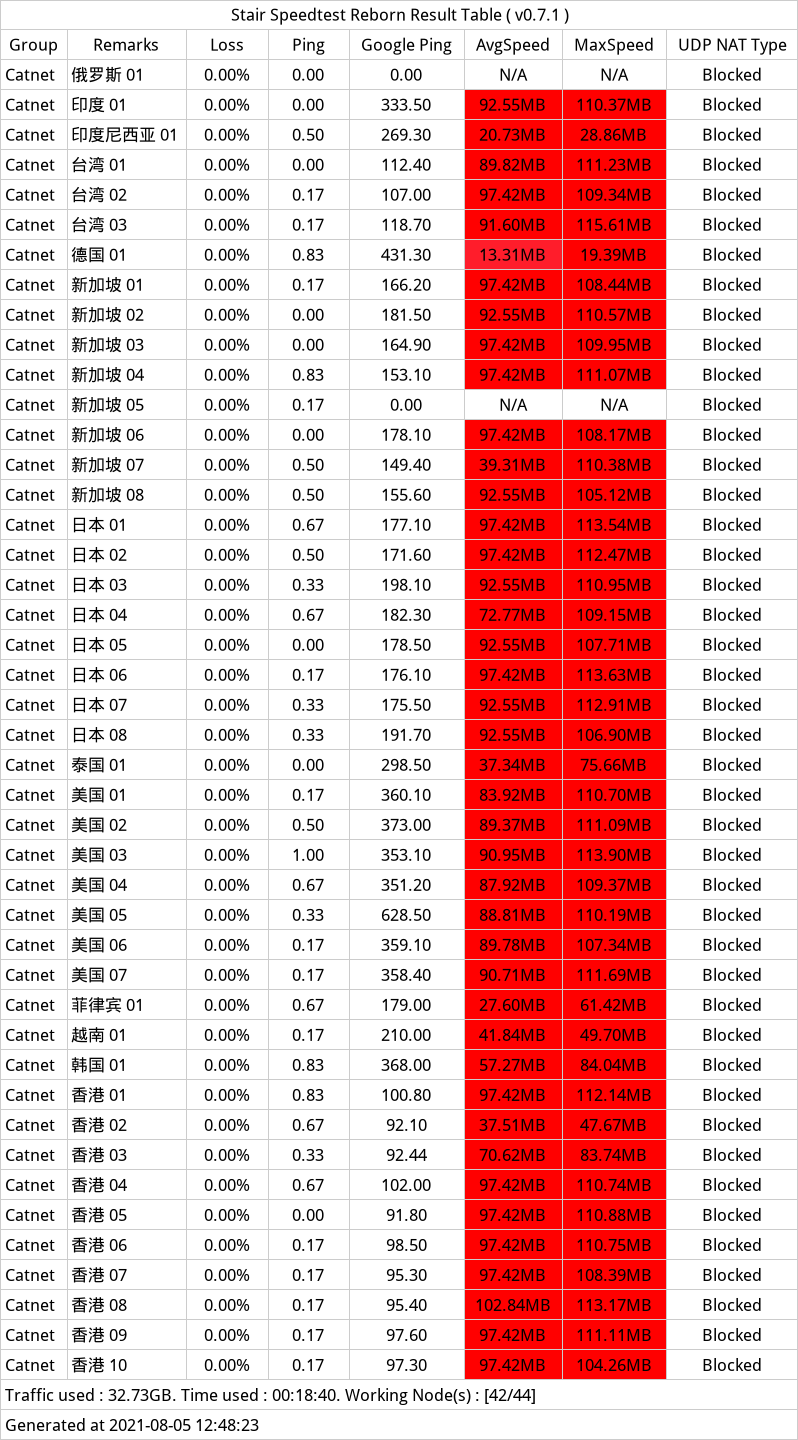 Stair Speedtest Reborn Result Table ( v0.7.1 )
Group Remarks Loss Ping Google Ping AvgSpeed MaxSpeed UDP NAT Type
Catnet 俄罗斯 01 0.00% 0.00 0.00 N/A N/A Blocked
Catnet 印度 01 0.00% 0.00 333.50 92.55MB 110.37MB Blocked
Catnet 印度尼西亚 01 0.00% 0.50 269.30 20.73MB 28.86MB Blocked
Catnet 台湾 01 0.00% 0.00 112.40 89.82MB 111.23MB Blocked
Catnet 台湾 02 0.00% 0.17 107.00 97.42MB 109.34MB Blocked
Catnet 台湾 03 0.00% 0.17 118.70 91.60MB 115.61MB Blocked
Catnet 德国 01 0.00% 0.83 431.30 13.31MB 19.39MB Blocked
Catnet 新加坡 01 0.00% 0.17 166.20 97.42MB 108.44MB Blocked
Catnet 新加坡 02 0.00% 0.00 181.50 92.55MB 110.57MB Blocked
Catnet 新加坡 03 0.00% 0.00 164.90 97.42MB 109.95MB Blocked
Catnet 新加坡 04 0.00% 0.83 153.10 97.42MB 111.07MB Blocked
Catnet 新加坡 05 0.00% 0.17 0.00 N/A N/A Blocked
Catnet 新加坡 06 0.00% 0.00 178.10 97.42MB 108.17MB Blocked
Catnet 新加坡 07 0.00% 0.50 149.40 39.31MB 110.38MB Blocked
Catnet 新加坡 08 0.00% 0.50 155.60 92.55MB 105.12MB Blocked
Catnet 日本 01 0.00% 0.67 177.10 97.42MB 113.54MB Blocked
Catnet 日本 02 0.00% 0.50 171.60 97.42MB 112.47MB Blocked
Catnet 日本 03 0.00% 0.33 198.10 92.55MB 110.95MB Blocked
Catnet 日本 04 0.00% 0.67 182.30 72.77MB 109.15MB Blocked
Catnet 日本 05 0.00% 0.00 178.50 92.55MB 107.71MB Blocked
Catnet 日本 06 0.00% 0.17 176.10 97.42MB 113.63MB Blocked
Catnet 日本 07 0.00% 0.33 175.50 92.55MB 112.91MB Blocked
Catnet 日本 08 0.00% 0.33 191.70 92.55MB 106.90MB Blocked
Catnet 泰国 01 0.00% 0.00 298.50 37.34MB 75.66MB Blocked
Catnet 美国 01 0.00% 0.17 360.10 83.92MB 110.70MB Blocked
Catnet 美国 02 0.00% 0.50 373.00 89.37MB 111.09MB Blocked
Catnet 美国 03 0.00% 1.00 353.10 90.95MB 113.90MB Blocked
Catnet 美国 04 0.00% 0.67 351.20 87.92MB 109.37MB Blocked
Catnet 美国 05 0.00% 0.33 628.50 88.81MB 110.19MB Blocked
Catnet 美国 06 0.00% 0.17 359.10 89.78MB 107.34MB Blocked
Catnet 美国 07 0.00% 0.17 358.40 90.71MB 111.69MB Blocked
Catnet 菲律宾 01 0.00% 0.67 179.00 27.60MB 61.42MB Blocked
Catnet 越南 01 0.00% 0.17 210.00 41.84MB 49.70MB Blocked
Catnet 韩国 01 0.00% 0.83 368.00 57.27MB 84.04MB Blocked
Catnet 香港 01 0.00% 0.83 100.80 97.42MB 112.14MB Blocked
Catnet 香港 02 0.00% 0.67 92.10 37.51MB 47.67MB Blocked
Catnet 香港 03 0.00% 0.33 92.44 70.62MB 83.74MB Blocked
Catnet 香港 04 0.00% 0.67 102.00 97.42MB 110.74MB Blocked
Catnet 香港 05 0.00% 0.00 91.80 97.42MB 110.88MB Blocked
Catnet 香港 06 0.00% 0.17 98.50 97.42MB 110.75MB Blocked
Catnet 香港 07 0.00% 0.17 95.30 97.42MB 108.39MB Blocked
Catnet 香港 08 0.00% 0.17 95.40 102.84MB 113.17MB Blocked
Catnet 香港 09 0.00% 0.17 97.60 97.42MB 111.11MB Blocked
Catnet 香港 10 0.00% 0.17 97.30 97.42MB 104.26MB Blocked
Traffic used : 32.73GB. Time used : 00:18:40. Working Node(s) : [42/44]
Generated at 2021-08-05 12:48:23